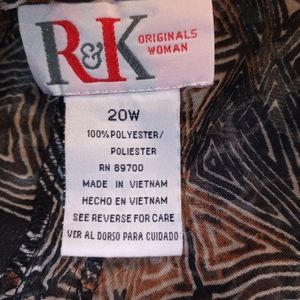 R&K
ORIGINALS
WOMAN
20W
100%POLYESTER/
POLIESTER
RN 89700
MADE IN VIETNAM
HECHO EN VIETNAM
SEE REVERSE FOR CARE
VER AL DORSO PARA CUIDADO